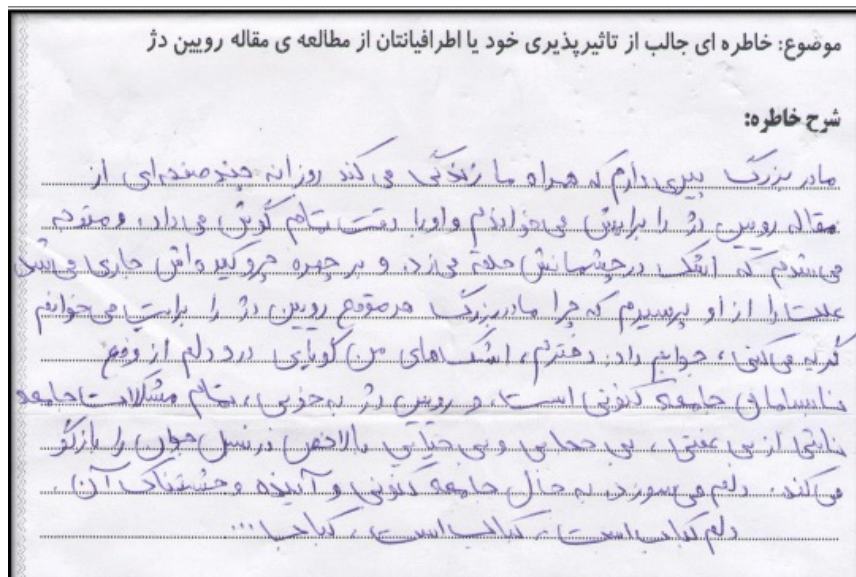 موضوع: خاطره ای جالب از تاثیرپذیری خود یا اطرافیانتان از مطالعه ی مقاله رویین دژ
شرح خاطره:
مادر بزرگ پیری دارم که همراه ما زندگی می کند روزانه چند صفحه ای از
مقاله رویین دژ را برایش می خوانم و او با دقت تمام گوش می داد، و متوجه
می شدم که اشک در چشمانش حلقه می زد. و بر چهره چروکیده اش جاری می شد
علت را از او پرسیدم که چرا مادربزرگ هر موقع رویین دژ را برایت می خوانم
گریه می کنی، جوابم داد: دخترم، اشک های من گویایی درد دلم از وضع
نابسامان جامعه کنونی است، و رویین دژ به خوبی، تمام مشکلات جامعه
ناشی از بی عفتی، بی حجابی و بی حیایی بالاخص در نسل جوان را بازگو
می کند. دلم می سوزد به حال جامعه کنونی و آینده وحشتناک آن.
دلم کباب است، کباب است، کباب...